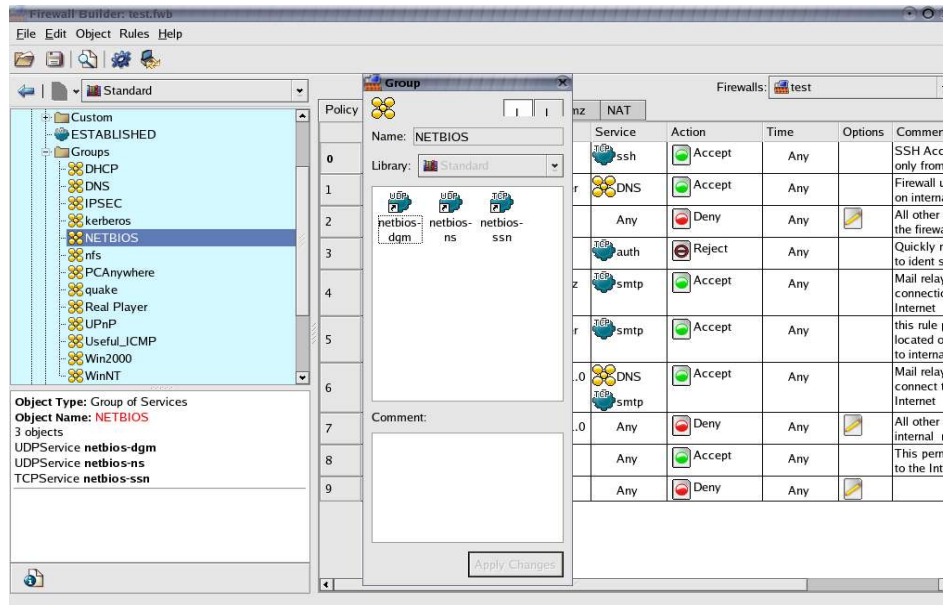 Firewall Builder: test.fwb
File Edit Object Rules Help
Standard
Custom
ESTABLISHED
Groups
DHCP
DNS
IPSEC
kerberos
NETBIOS
nfs
PCAnywhere
quake
Real Player
UPnP
Useful_ICMP
Win2000
WinNT
Object Type: Group of Services
Object Name: NETBIOS
3 objects
UDPService netbios-dgm
UDPService netbios-ns
TCPService netbios-ssn
Group
Name: NETBIOS
Library: Standard
UDP UDP TCP
netbios-dgm
netbios-ns
netbios-ssn
Comment:
Apply Changes
Firewalls: test
Policy mz NAT
Service Action Time Options Commen
0 TCP ssh Accept Any SSH Acc
only from
1 r DNS Accept Any Firewall u
on interna
2 Any Deny Any All other
the firewa
3 TCP auth Reject Any Quickly r
to ident s
4 z TCP smtp Accept Any Mail relay
connectio
Internet
5 r TCP smtp Accept Any this rule p
located o
to interna
6 .0 DNS Accept Any Mail relay
TCP smtp connect t
Internet
7 .0 Any Deny Any All other
internal n
8 Any Accept Any This perm
to the Int
9 Any Deny Any